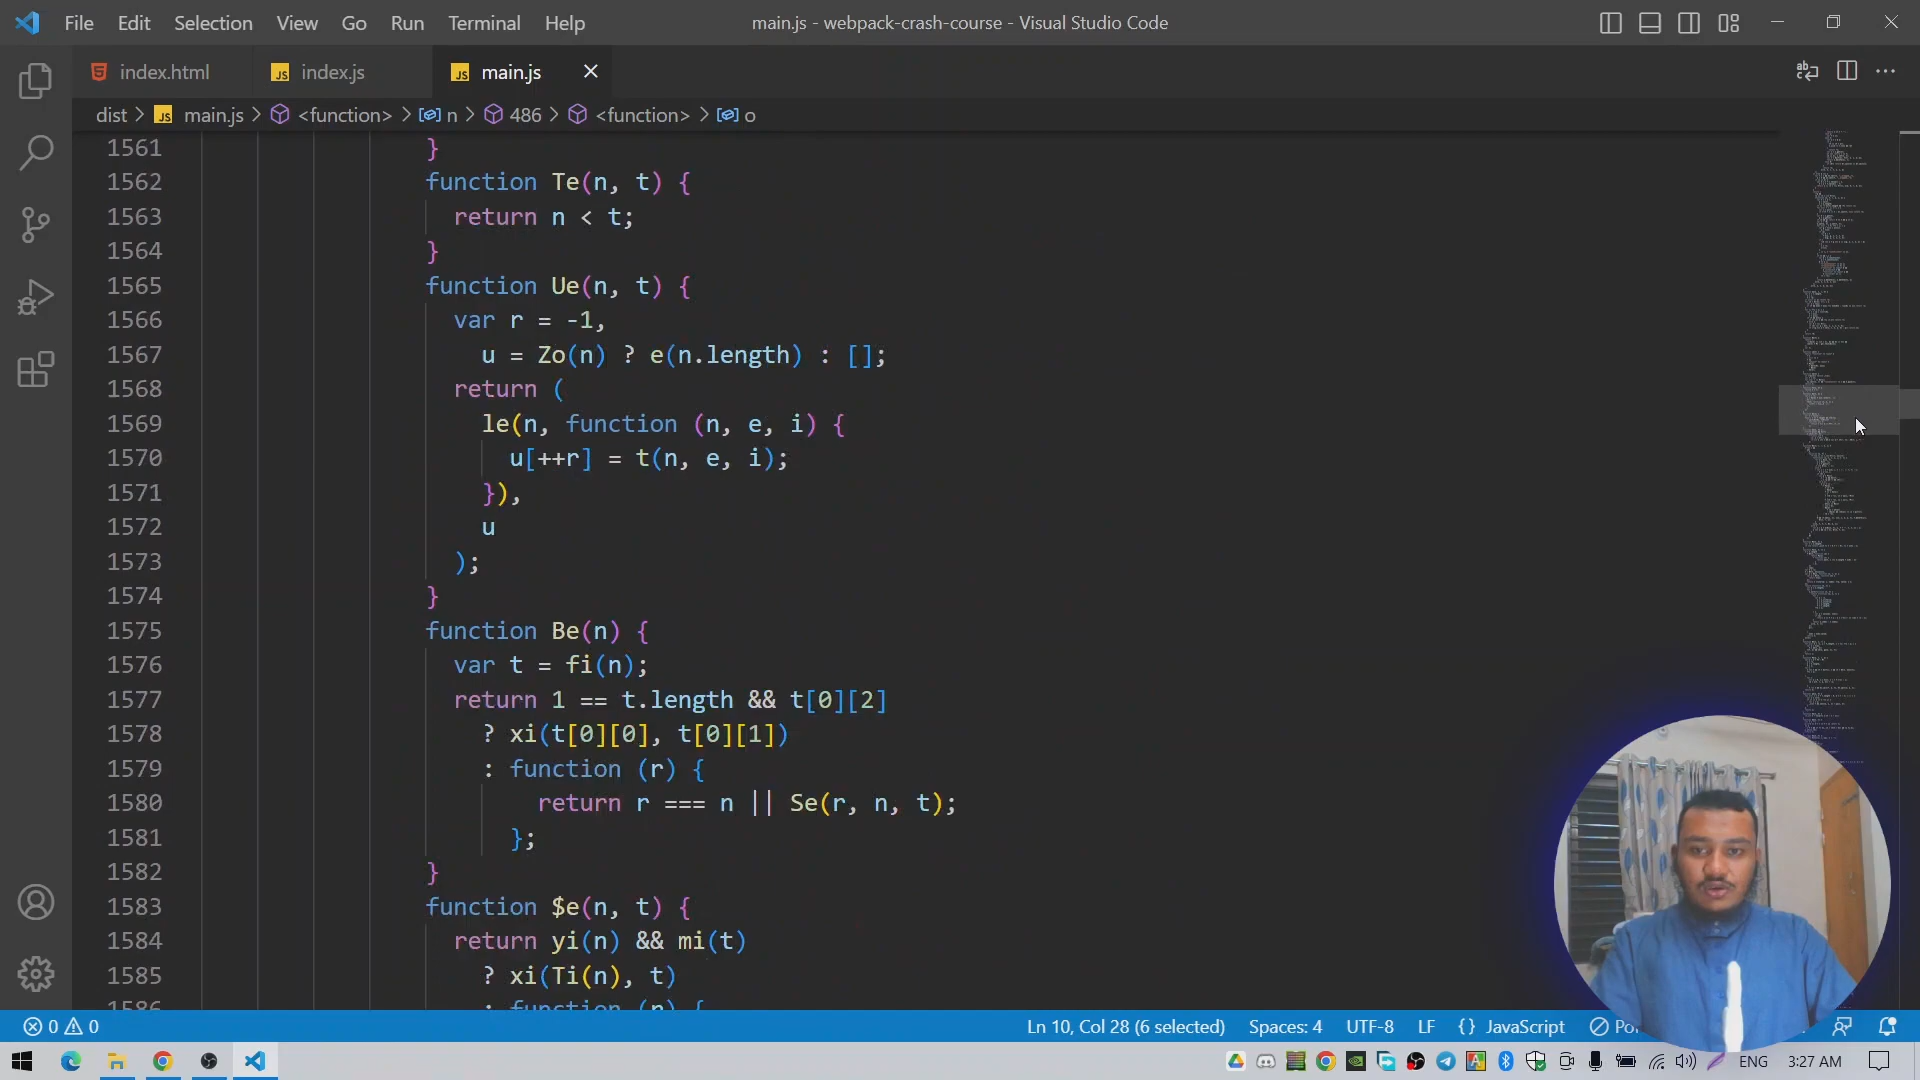 File Edit Selection View Go Run Terminal Help main.js - webpack-crash-course - Visual Studio Code
index.html JS index.js JS main.js
dist > JS main.js > <function> > n > 486 > <function> > o
1561 }
1562 function Te(n, t) {
1563 return n < t;
1564 }
1565 function Ue(n, t) {
1566 var r = -1,
1567 u = Zo(n) ? e(n.length) : [];
1568 return (
1569 le(n, function (n, e, i) {
1570 u[++r] = t(n, e, i);
1571 }),
1572 u
1573 );
1574 }
1575 function Be(n) {
1576 var t = fi(n);
1577 return 1 == t.length && t[0][2]
1578 ? xi(t[0][0], t[0][1])
1579 : function (r) {
1580 return r === n || Se(r, n, t);
1581 };
1582 }
1583 function $e(n, t) {
1584 return yi(n) && mi(t)
1585 ? xi(Ti(n), t)
1586 : function (n) {
0 0 Ln 10, Col 28 (6 selected) Spaces: 4 UTF-8 LF {} JavaScript
ENG 3:27 AM